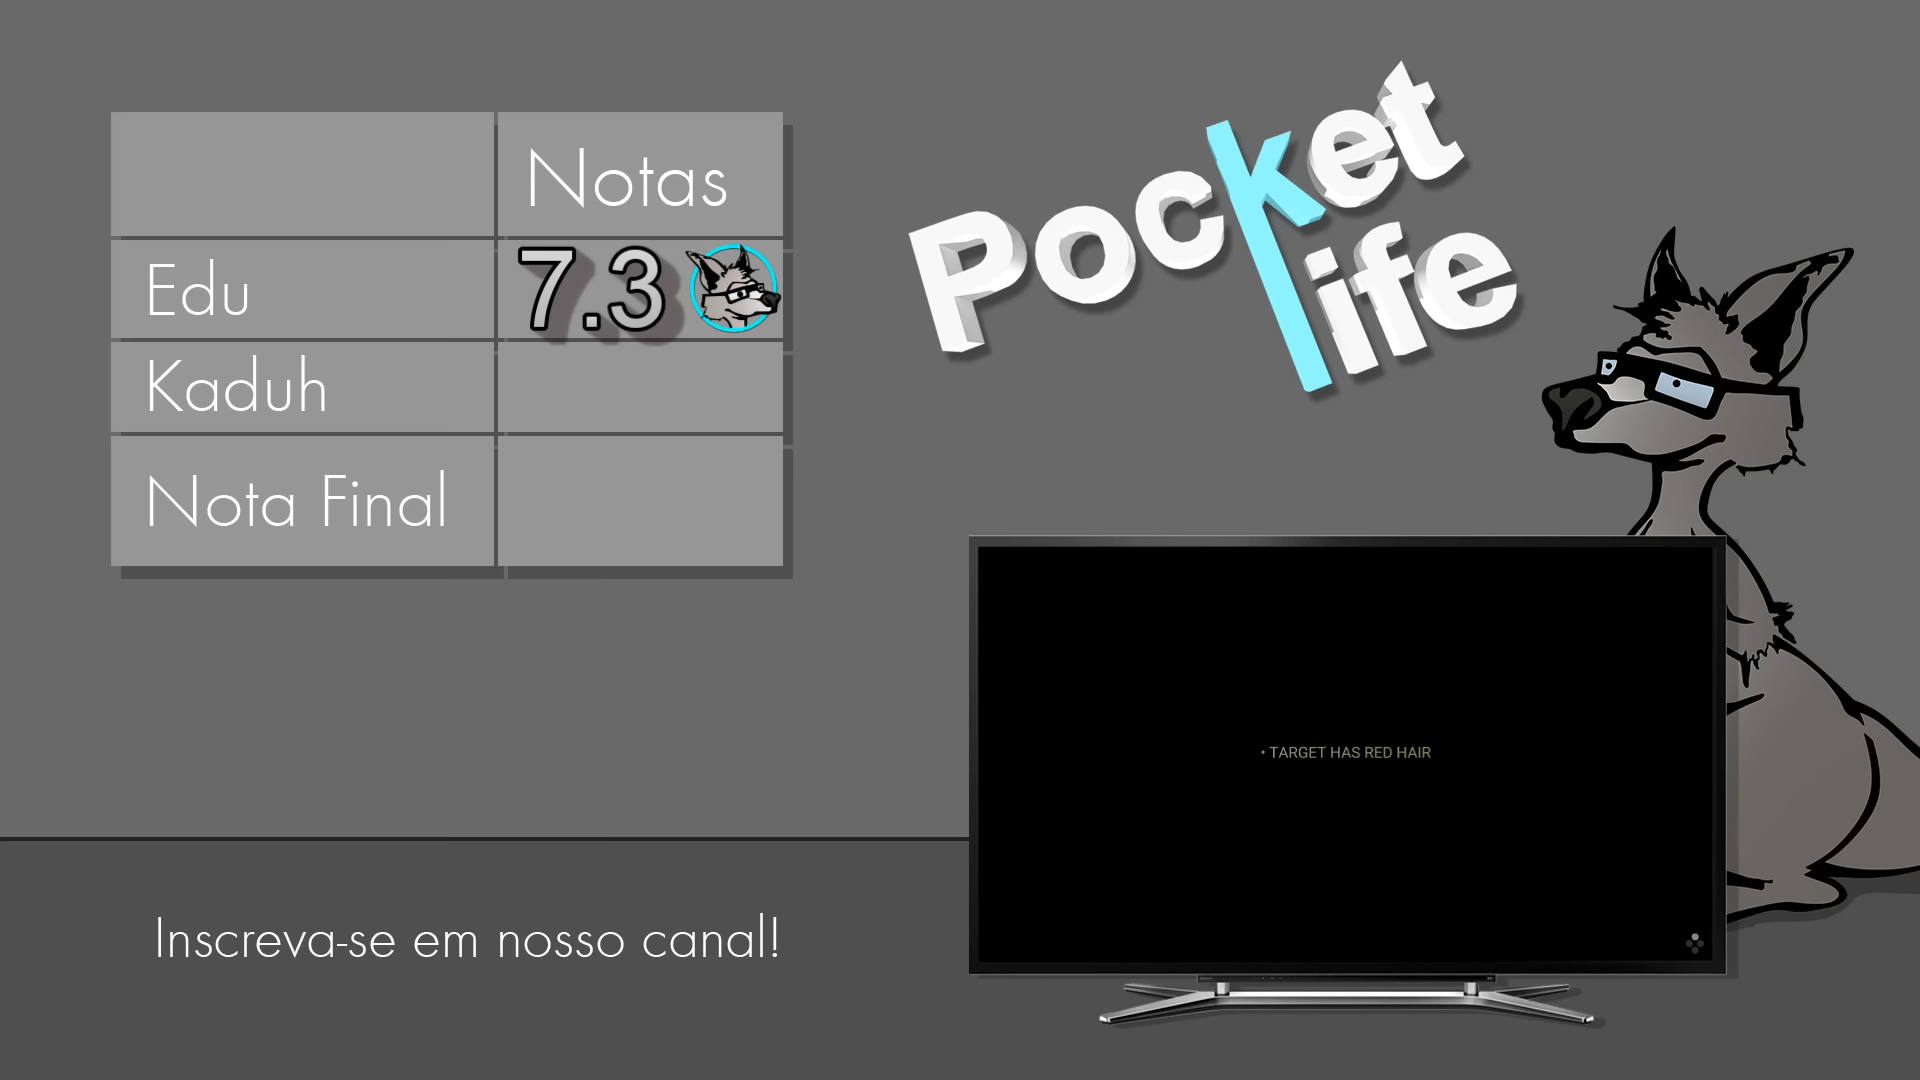 Notas
Edu 7.3
Kaduh
Nota Final
Pocket
life
• TARGET HAS RED HAIR
Inscreva-se em nosso canal!